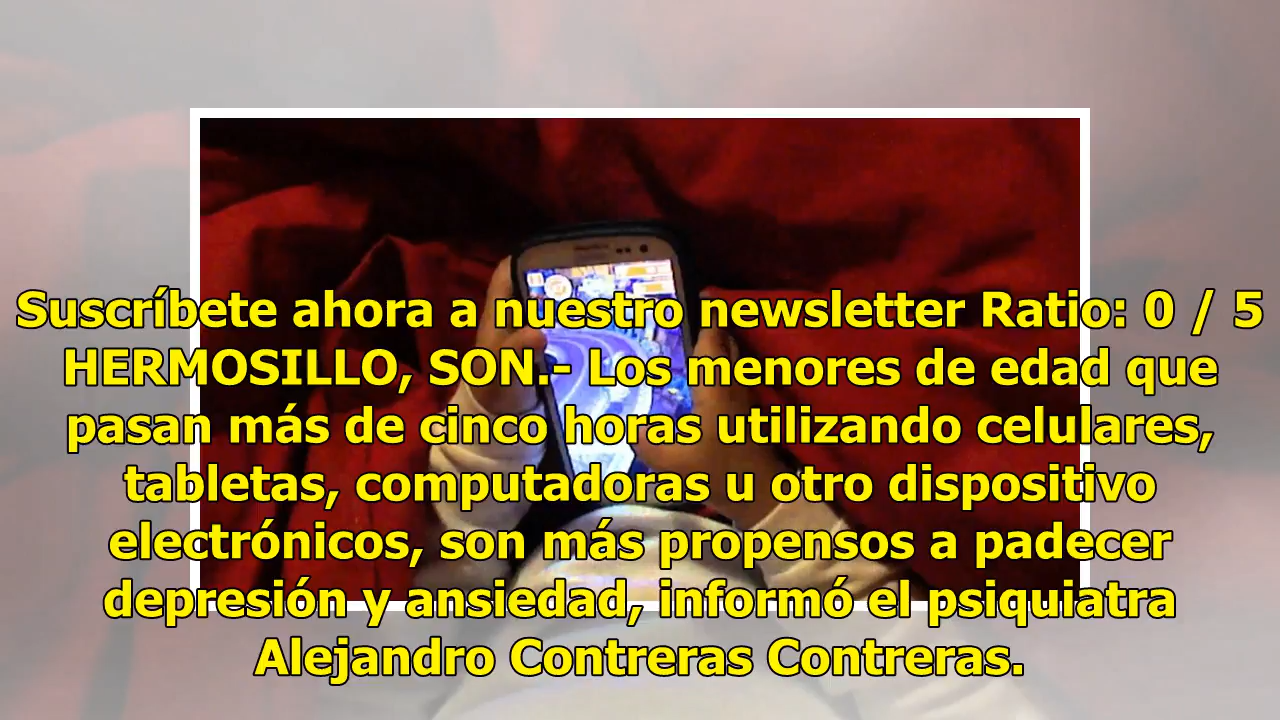 Suscríbete ahora a nuestro newsletter Ratio: 0 / 5
HERMOSILLO, SON.- Los menores de edad que
pasan más de cinco horas utilizando celulares,
tabletas, computadoras u otro dispositivo
electrónicos, son más propensos a padecer
depresión y ansiedad, informó el psiquiatra
Alejandro Contreras Contreras.